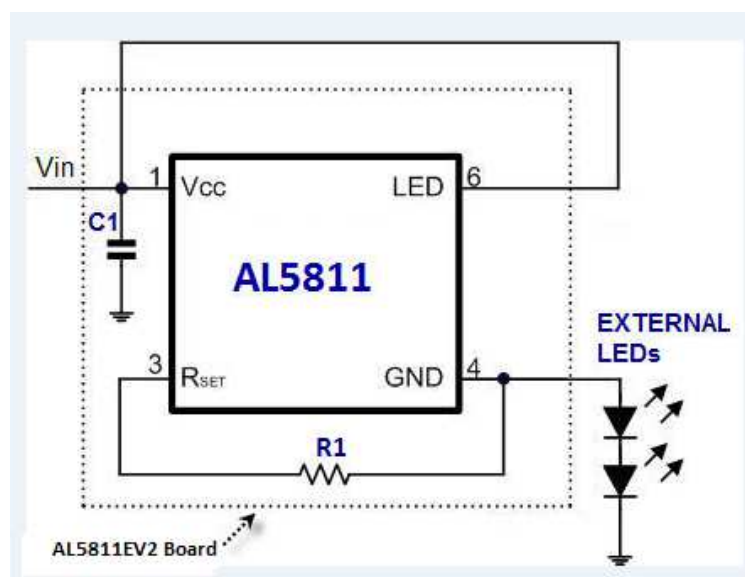 Vin
1
Vcc
LED
6
C1
AL5811
EXTERNAL
LEDs
3
RSET
GND
4
R1
AL5811EV2 Board